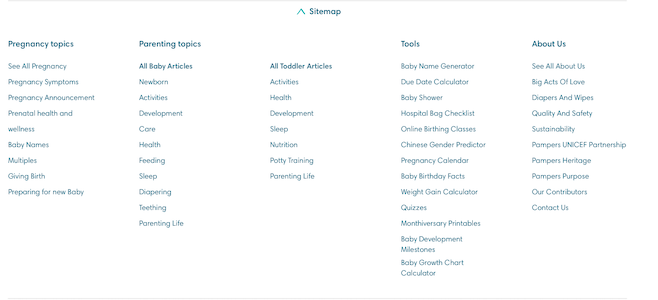 Sitemap
Pregnancy topics
See All Pregnancy
Pregnancy Symptoms
Pregnancy Announcement
Prenatal health and
wellness
Baby Names
Multiples
Giving Birth
Preparing for new Baby
Parenting topics
All Baby Articles
Newborn
Activities
Development
Care
Health
Feeding
Sleep
Diapering
Teething
Parenting Life
All Toddler Articles
Activities
Health
Development
Sleep
Nutrition
Potty Training
Parenting Life
Tools
Baby Name Generator
Due Date Calculator
Baby Shower
Hospital Bag Checklist
Online Birthing Classes
Chinese Gender Predictor
Pregnancy Calendar
Baby Birthday Facts
Weight Gain Calculator
Quizzes
Monthiversary Printables
Baby Development
Milestones
Baby Growth Chart
Calculator
About Us
See All About Us
Big Acts Of Love
Diapers And Wipes
Quality And Safety
Sustainability
Pampers UNICEF Partnership
Pampers Heritage
Pampers Purpose
Our Contributors
Contact Us